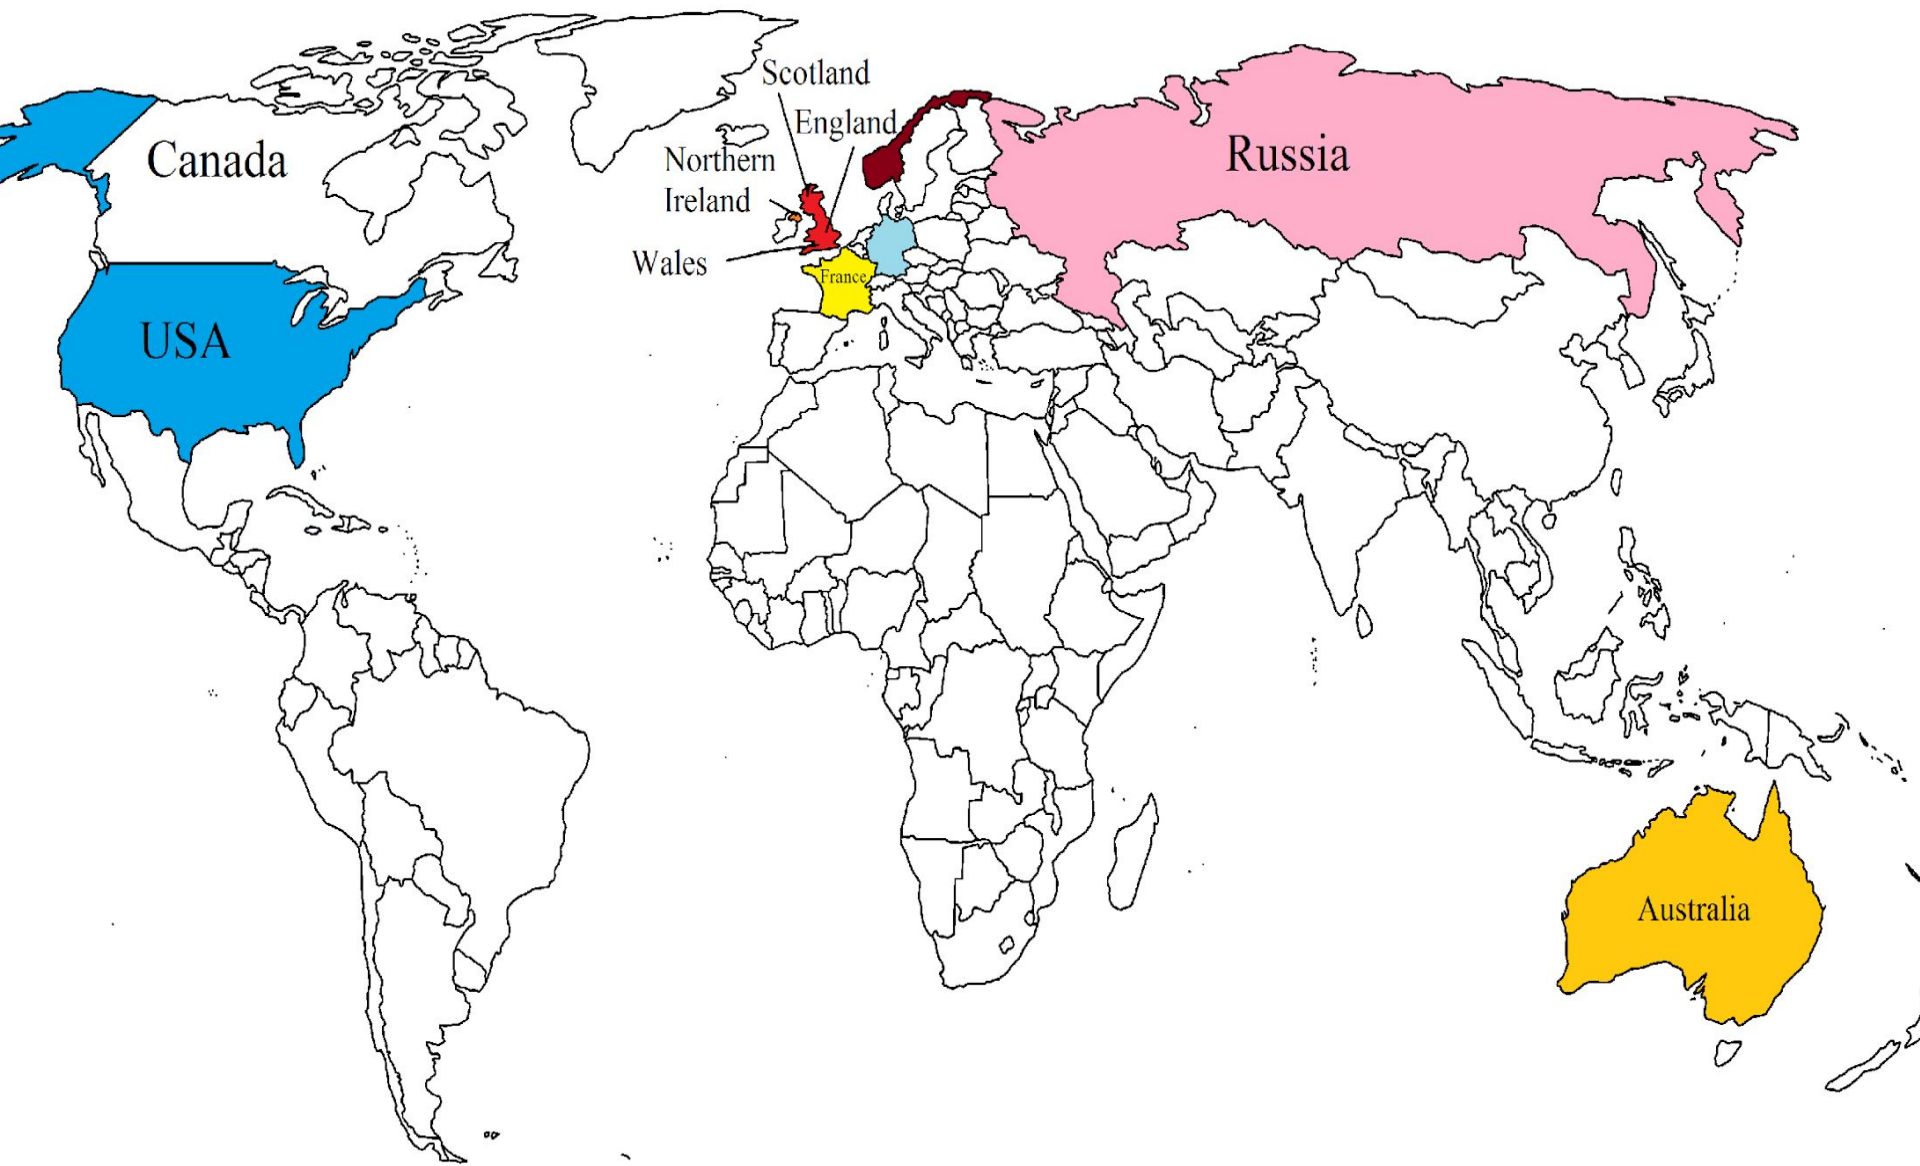 Scotland
England
Northern
Ireland
Wales
Canada
USA
France
Russia
Australia